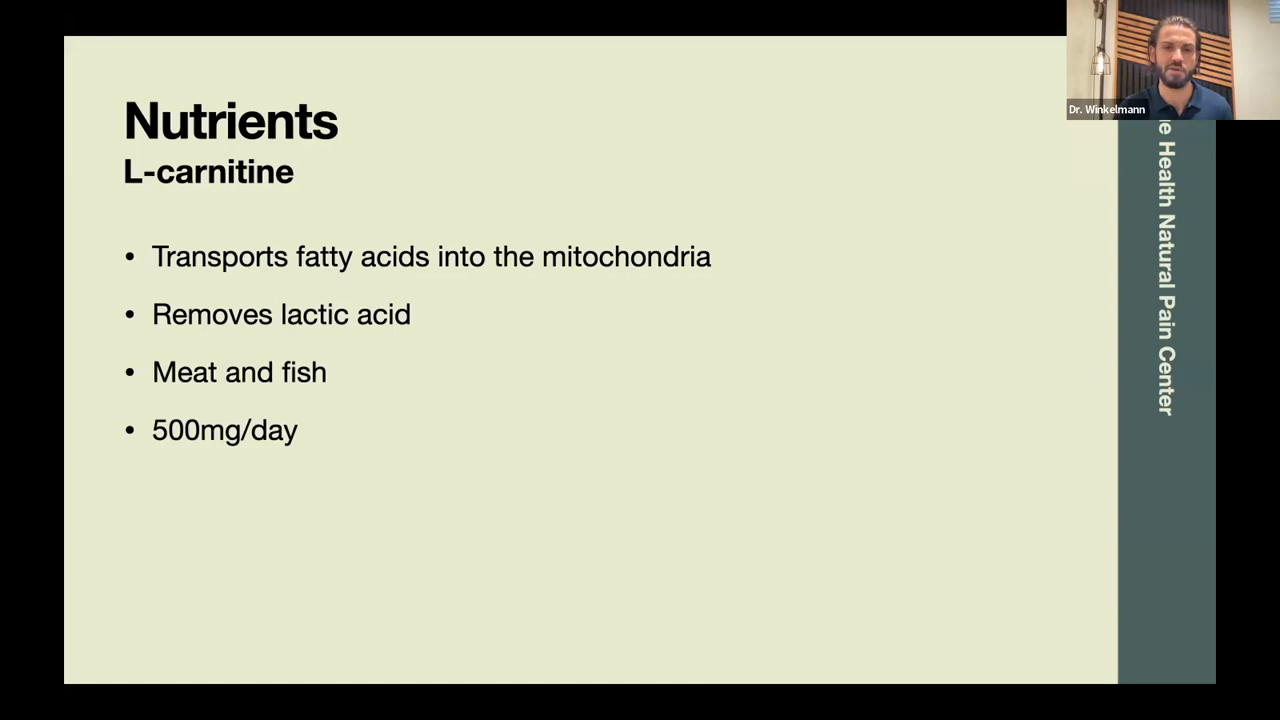 Nutrients
L-carnitine
• Transports fatty acids into the mitochondria
• Removes lactic acid
• Meat and fish
• 500mg/day
Dr. Winkelmann
Health Natural Pain Center